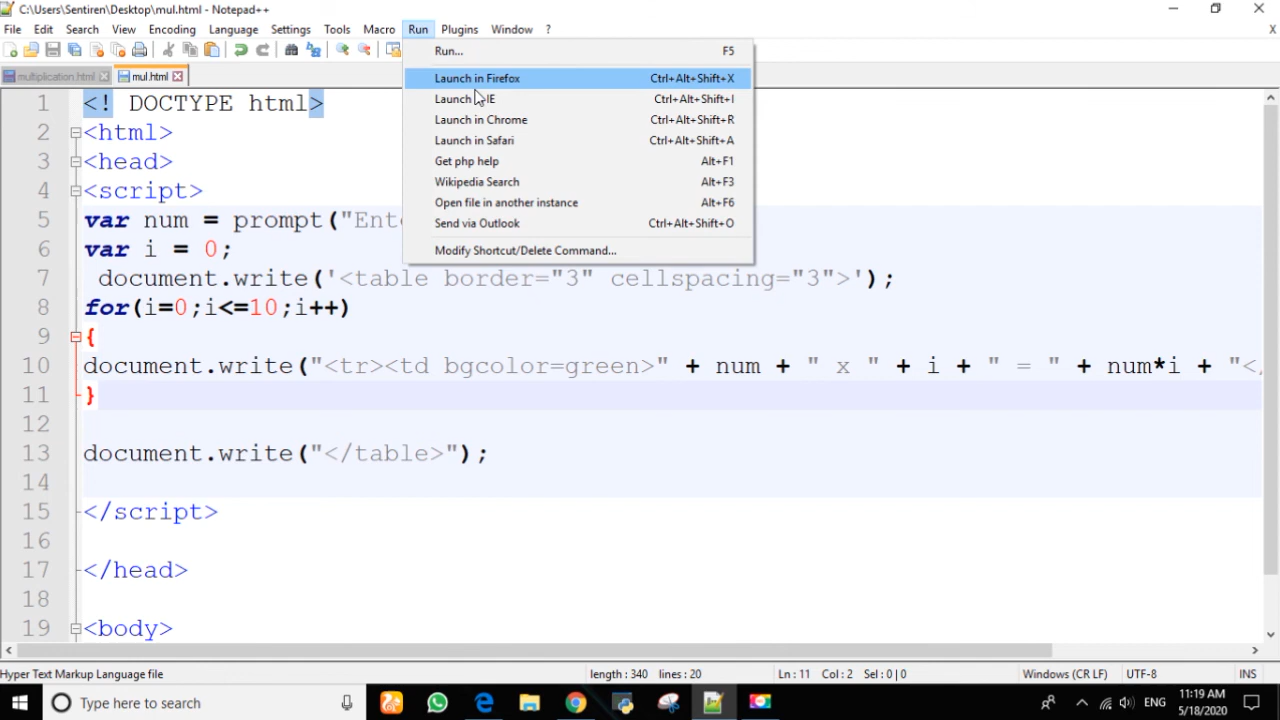 C:\Users\Sentiren\Desktop\mul.html - Notepad++
File Edit Search View Encoding Language Settings Tools Macro Run Plugins Window ? X
multiplication.html mul.html
Run... F5
Launch in Firefox Ctrl+Alt+Shift+X
Launch IE Ctrl+Alt+Shift+I
Launch in Chrome Ctrl+Alt+Shift+R
Launch in Safari Ctrl+Alt+Shift+A
Get php help Alt+F1
Wikipedia Search Alt+F3
Open file in another instance Alt+F6
Send via Outlook Ctrl+Alt+Shift+O
Modify Shortcut/Delete Command...
1 <! DOCTYPE html>
2 <html>
3 <head>
4 <script>
5 var num = prompt("Ente
6 var i = 0;
7 document.write('<table border="3" cellspacing="3">');
8 for(i=0;i<=10;i++)
9 {
10 document.write("<tr><td bgcolor=green>" + num + " x " + i + " = " + num*i + "<
11 }
12
13 document.write("</table>");
14
15 </script>
16
17 </head>
18
19 <body>
Hyper Text Markup Language file length : 340 lines : 20 Ln : 11 Col : 2 Sel : 0 | 0 Windows (CR LF) UTF-8 INS
Type here to search ENG 11:19 AM
5/18/2020